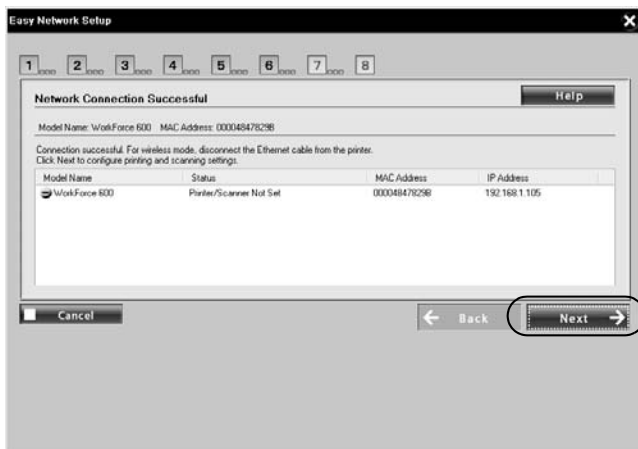 Easy Network Setup
1 2 3 4 5 6 7 8
Network Connection Successful
Help
Model Name: WorkForce 600 MAC Address: 00004847829B
Connection successful. For wireless mode, disconnect the Ethernet cable from the printer.
Click Next to configure printing and scanning settings.
Model Name Status MAC Address IP Address
WorkForce 600 Printer/Scanner Not Set 00004847829B 192.168.1.105
Cancel Back Next